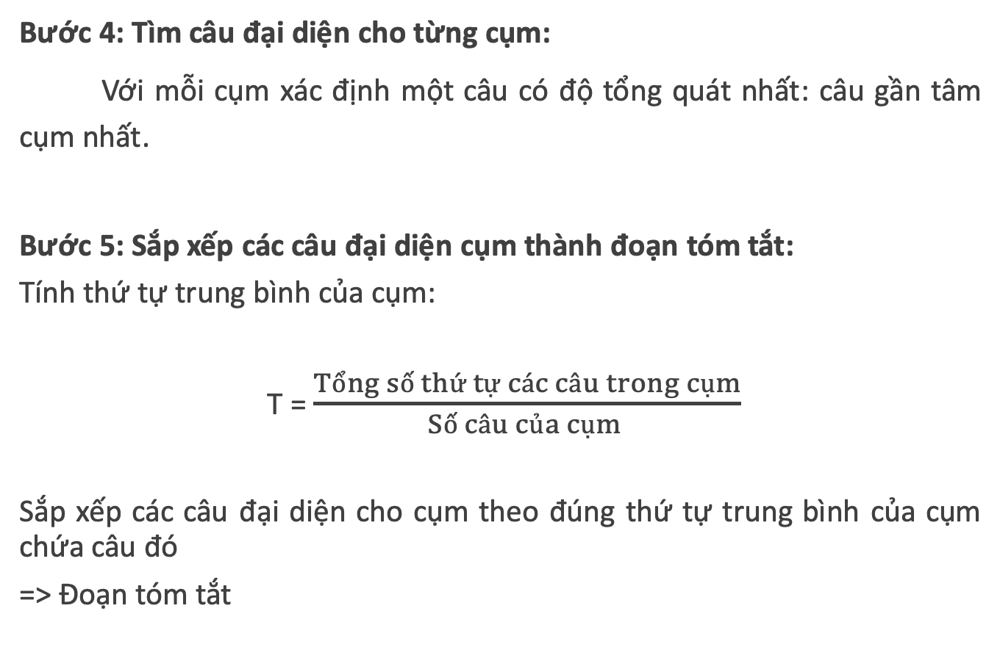 Bước 4: Tìm câu đại diện cho từng cụm:
Với mỗi cụm xác định một câu có độ tổng quát nhất: câu gần tâm
cụm nhất.
Bước 5: Sắp xếp các câu đại diện cụm thành đoạn tóm tắt:
Tính thứ tự trung bình của cụm:
T = Tổng số thứ tự các câu trong cụm
Số câu của cụm
Sắp xếp các câu đại diện cho cụm theo đúng thứ tự trung bình của cụm
chứa câu đó
=> Đoạn tóm tắt